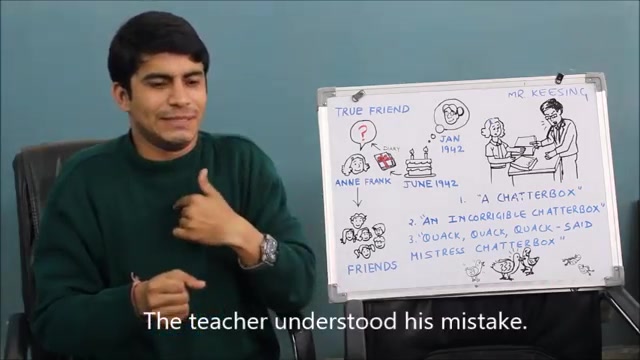 TRUE FRIEND
MR KEESING
?
DIARY
JAN
1942
ANNE FRANK
JUNE 1942
1. "A CHATTERBOX"
2. "AN INCORRIGIBLE CHATTERBOX"
3. "QUACK, QUACK, QUACK - SAID
MISTRESS CHATTERBOX"
FRIENDS
The teacher understood his mistake.